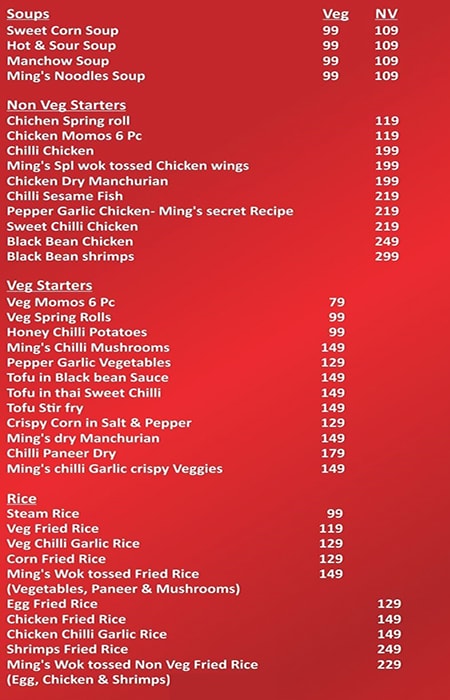 Soups Veg NV
Sweet Corn Soup 99 109
Hot & Sour Soup 99 109
Manchow Soup 99 109
Ming's Noodles Soup 99 109
Non Veg Starters
Chichen Spring roll 119
Chicken Momos 6 Pc 119
Chilli Chicken 199
Ming's Spl wok tossed Chicken wings 199
Chicken Dry Manchurian 199
Chilli Sesame Fish 219
Pepper Garlic Chicken- Ming's secret Recipe 219
Sweet Chilli Chicken 219
Black Bean Chicken 249
Black Bean shrimps 299
Veg Starters
Veg Momos 6 Pc 79
Veg Spring Rolls 99
Honey Chilli Potatoes 99
Ming's Chilli Mushrooms 149
Pepper Garlic Vegetables 129
Tofu in Black bean Sauce 149
Tofu in thai Sweet Chilli 149
Tofu Stir fry 149
Crispy Corn in Salt & Pepper 129
Ming's dry Manchurian 149
Chilli Paneer Dry 179
Ming's chilli Garlic crispy Veggies 149
Rice
Steam Rice 99
Veg Fried Rice 119
Veg Chilli Garlic Rice 129
Corn Fried Rice 129
Ming's Wok tossed Fried Rice 149
(Vegetables, Paneer & Mushrooms)
Egg Fried Rice 129
Chicken Fried Rice 149
Chicken Chilli Garlic Rice 149
Shrimps Fried Rice 249
Ming's Wok tossed Non Veg Fried Rice 229
(Egg, Chicken & Shrimps)